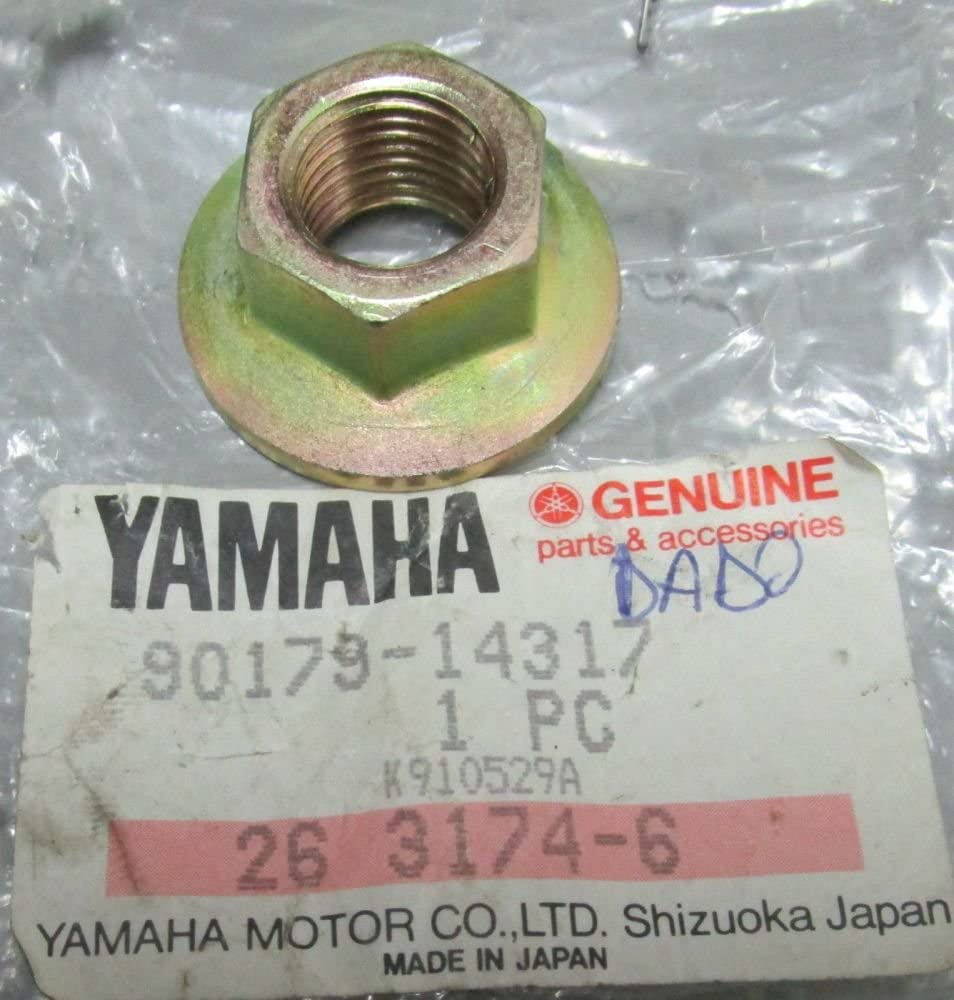 YAMAHA
GENUINE
parts & accessories
DADO
90179-14317
1 PC
K910529A
26 3174-6
YAMAHA MOTOR CO.,LTD. Shizuoka Japan
MADE IN JAPAN